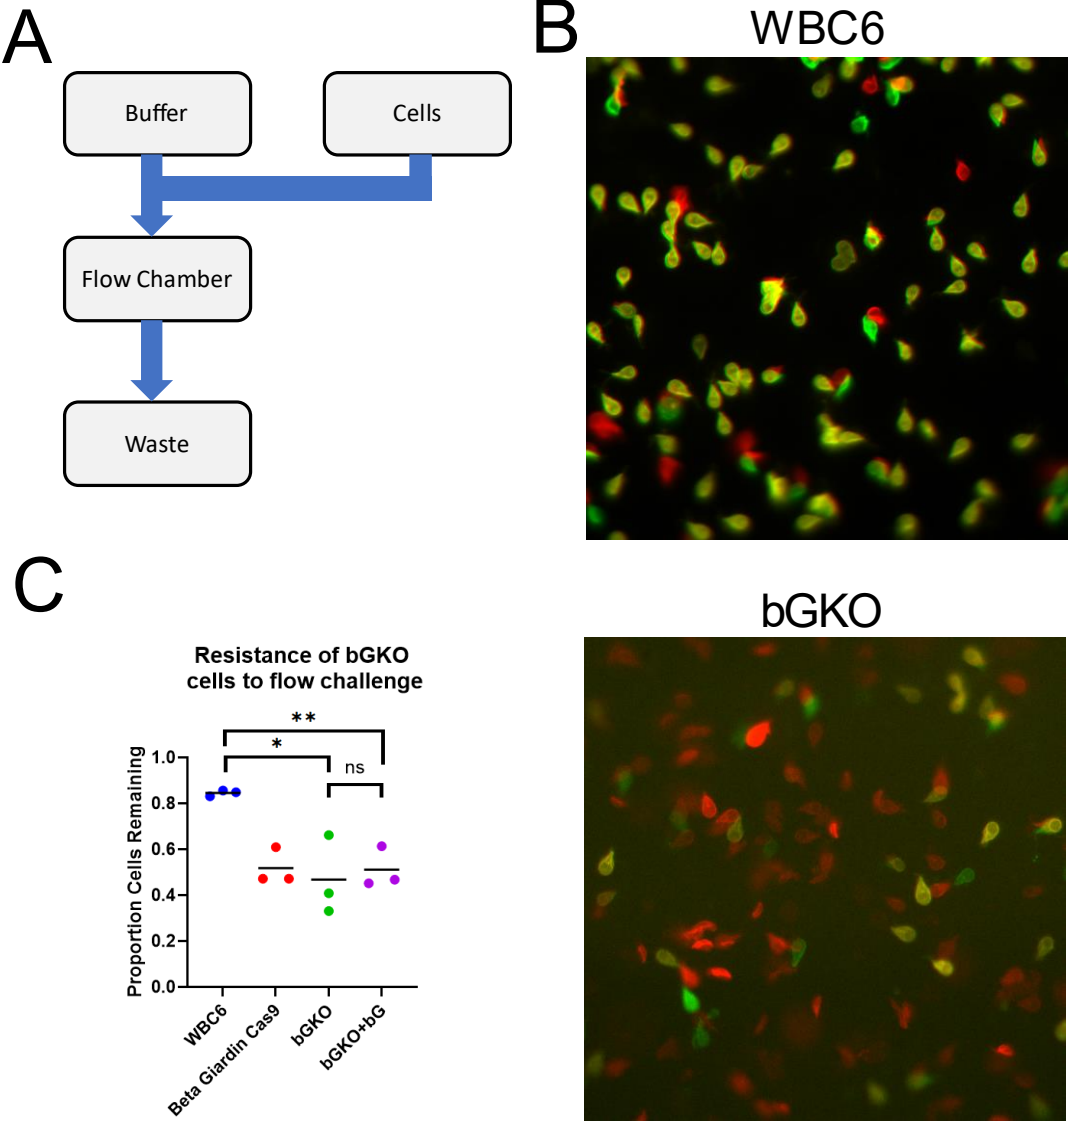 A
Buffer
Cells
Flow Chamber
Waste
B
WBC6
bGKO
C
Resistance of bGKO
cells to flow challenge
**
*
ns
Proportion Cells Remaining
1.0
0.8
0.6
0.4
0.2
0.0
WBC6
Beta Giardin Cas9
bGKO
bGKO+bG